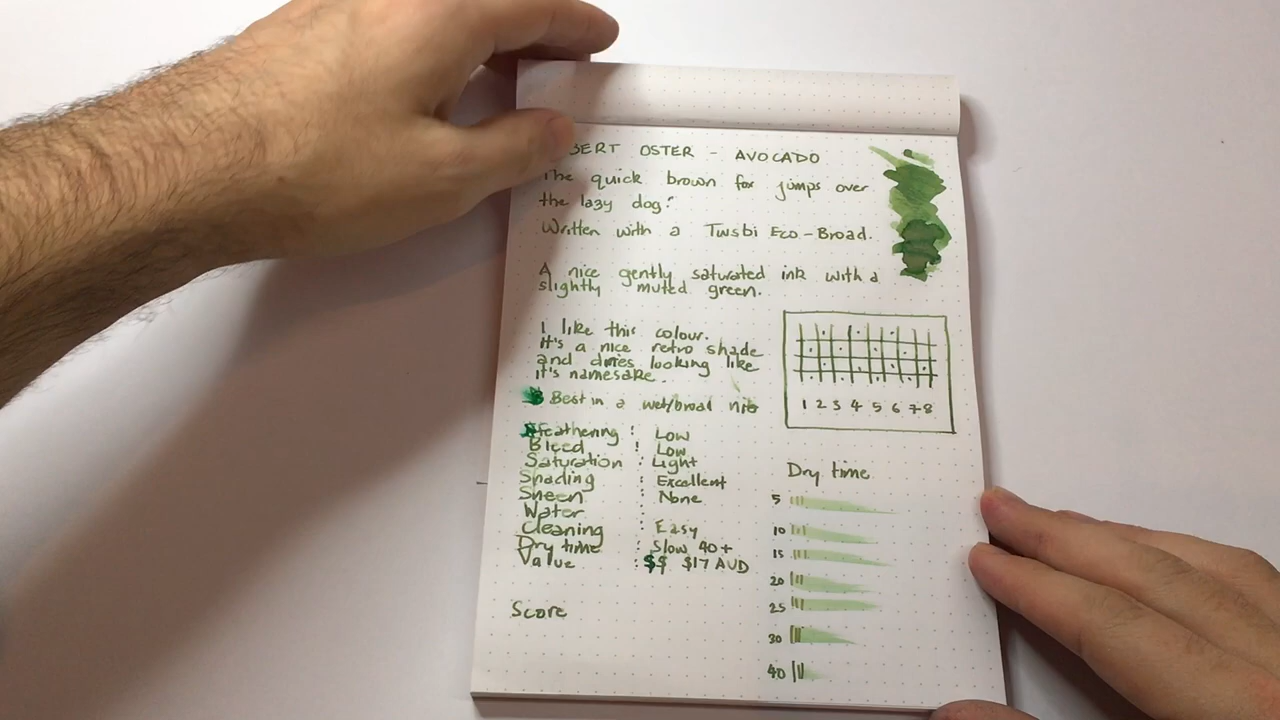 BERT OSTER - AVOCADO
The quick brown fox jumps over
the lazy dog."
Written with a Twsbi Eco-Broad.
A nice gently saturated ink with a
slightly muted green.
I like this colour.
It's a nice retro shade
and dries looking like
it's namesake.
Best in a wet/broad nib
Feathering : Low
Bleed : Low
Saturation : Light
Shading : Excellent
Sheen : None
Water
Cleaning : Easy
Dry time : Slow 40+
Value : $$ $17 AUD
Score
1 2 3 4 5 6 7 8
Dry time
5
10
15
20
25
30
40